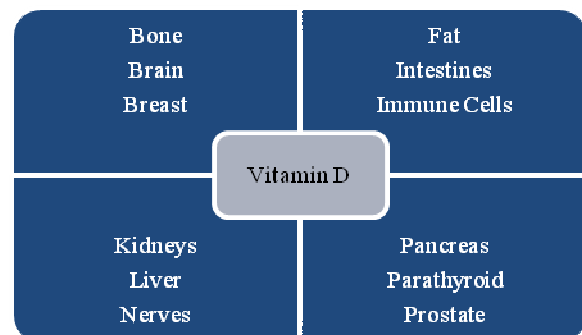 Bone
Brain
Breast
Fat
Intestines
Immune Cells
Vitamin D
Kidneys
Liver
Nerves
Pancreas
Parathyroid
Prostate